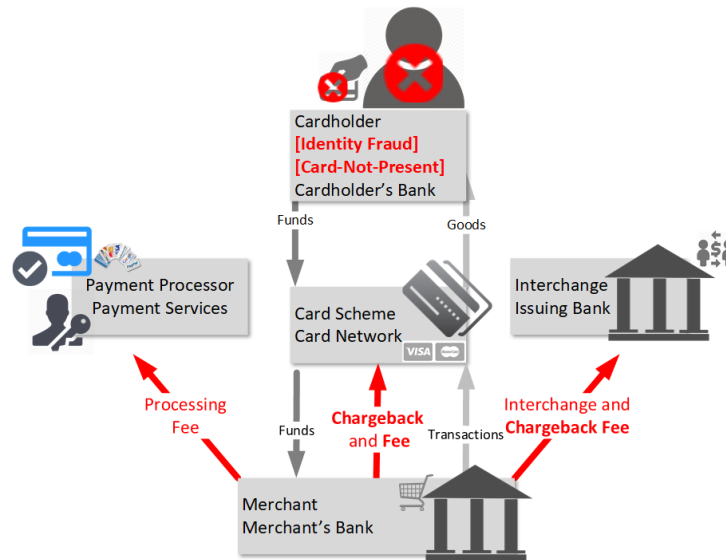 Cardholder
[Identity Fraud]
[Card-Not-Present]
Cardholder's Bank
Funds
Goods
Payment Processor
Payment Services
Card Scheme
Card Network
VISA
Interchange
Issuing Bank
Processing
Fee
Funds
Chargeback
and Fee
Transactions
Interchange and
Chargeback Fee
Merchant
Merchant's Bank